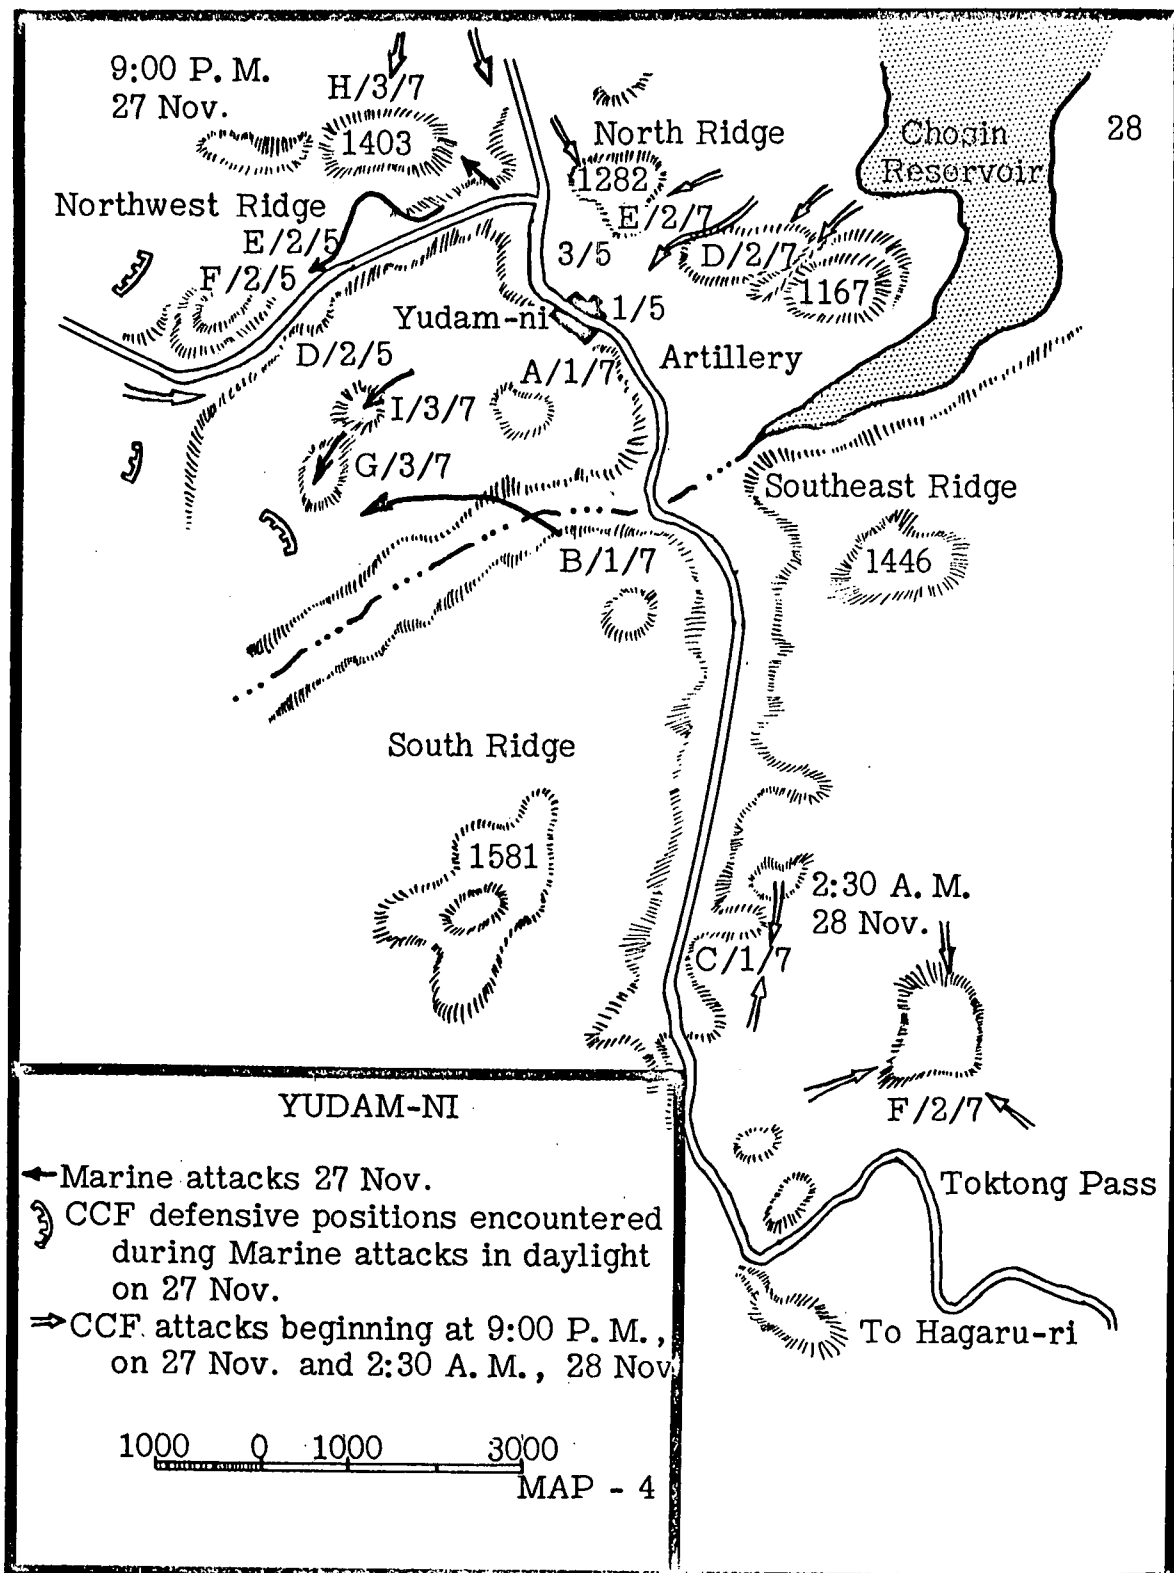 9:00 P. M.
27 Nov.
H/3/7
1403
North Ridge
Chosin
Reservoir
28
1282
Northwest Ridge
E/2/7
E/2/5
3/5
D/2/7
F/2/5
1167
1/5
Yudam-ni
Artillery
D/2/5
A/1/7
I/3/7
G/3/7
Southeast Ridge
B/1/7
1446
South Ridge
1581
2:30 A. M.
28 Nov.
C/1/7
F/2/7
Toktong Pass
To Hagaru-ri
YUDAM-NI
Marine attacks 27 Nov.
CCF defensive positions encountered
during Marine attacks in daylight
on 27 Nov.
CCF attacks beginning at 9:00 P. M.,
on 27 Nov. and 2:30 A. M., 28 Nov
1000 0 1000 3000
MAP - 4